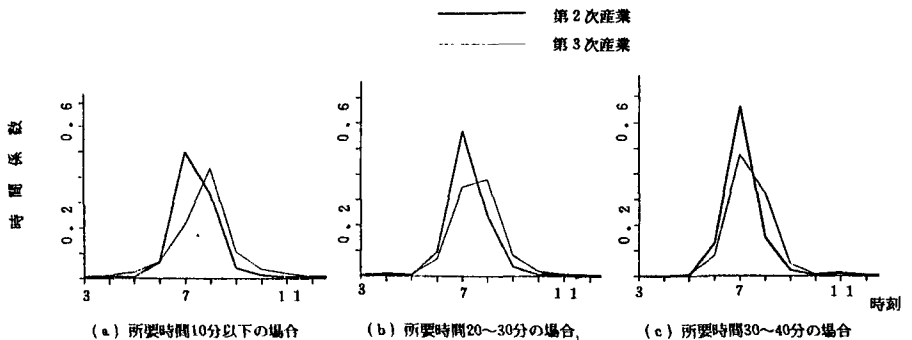 第2次産業
第3次産業
時間係数
0.6
0.2
3
7
11
(a) 所要時間10分以下の場合
0.6
0.2
3
7
11
(b) 所要時間20～30分の場合
0.6
0.2
3
7
11
時刻
(c) 所要時間30～40分の場合